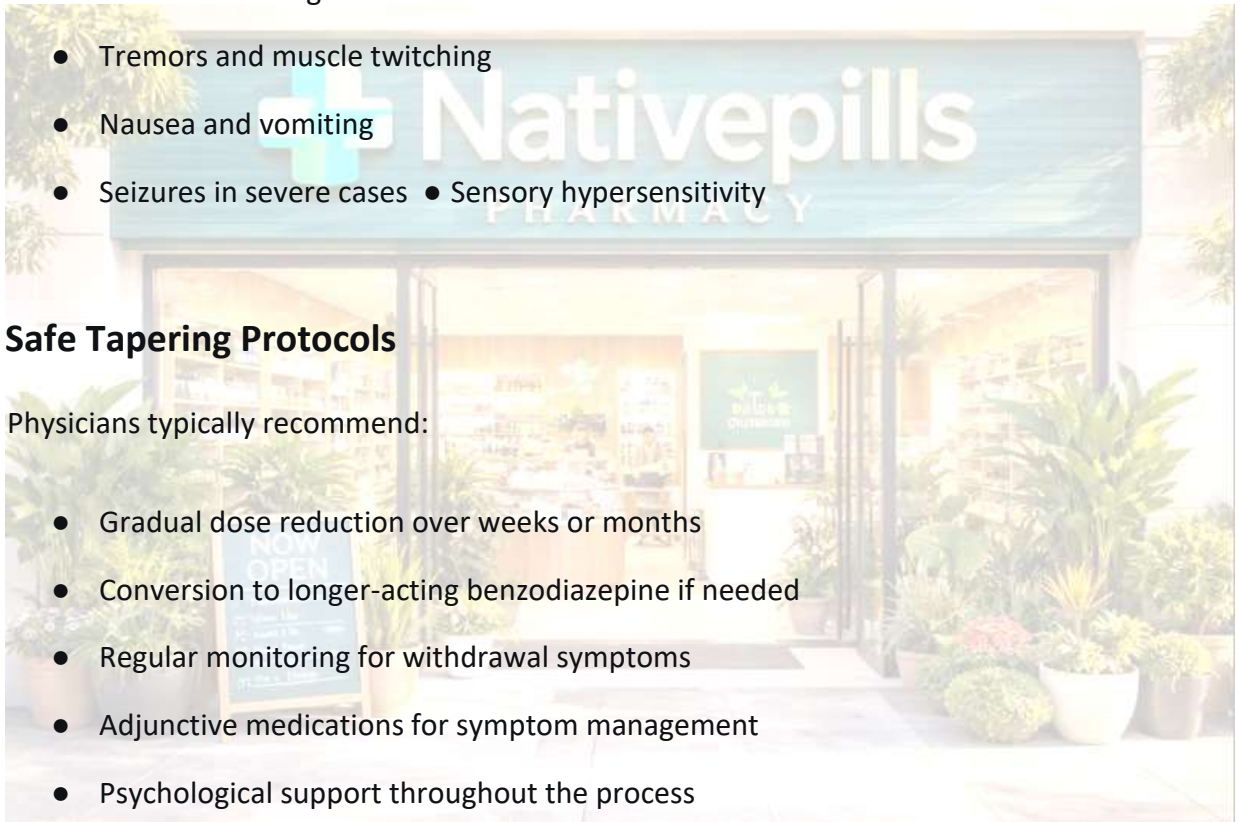 ● Tremors and muscle twitching
● Nausea and vomiting
● Seizures in severe cases ● Sensory hypersensitivity
Nativepills
PHARMACY
Safe Tapering Protocols
Physicians typically recommend:
● Gradual dose reduction over weeks or months
● Conversion to longer-acting benzodiazepine if needed
● Regular monitoring for withdrawal symptoms
● Adjunctive medications for symptom management
● Psychological support throughout the process
NOW
OPEN